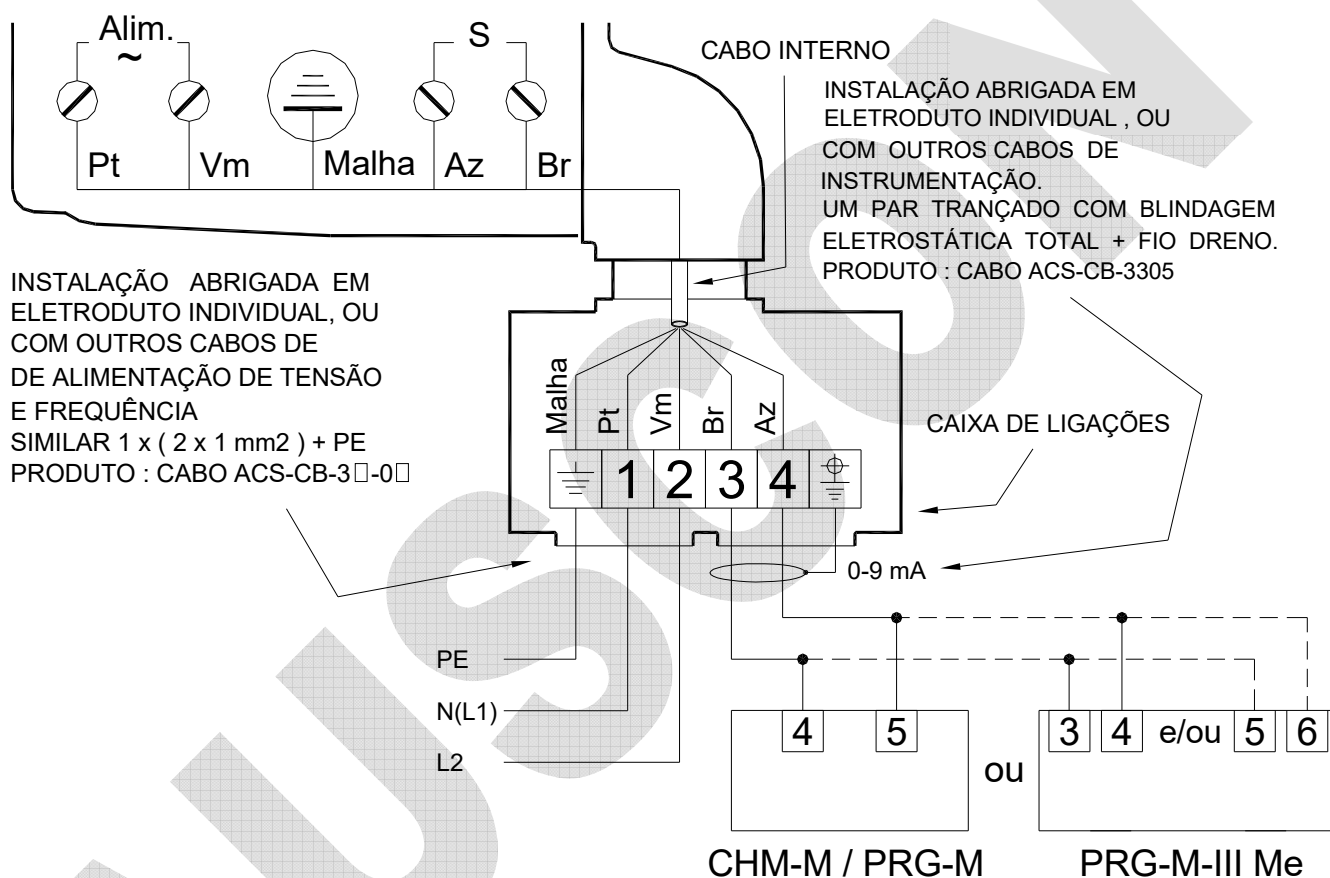 Alim.
~
S
Pt
Vm
Malha
Az
Br
CABO INTERNO
INSTALAÇÃO ABRIGADA EM
ELETRODUTO INDIVIDUAL , OU
COM OUTROS CABOS DE
INSTRUMENTAÇÃO.
UM PAR TRANÇADO COM BLINDAGEM
ELETROSTÁTICA TOTAL + FIO DRENO.
PRODUTO : CABO ACS-CB-3305
INSTALAÇÃO ABRIGADA EM
ELETRODUTO INDIVIDUAL, OU
COM OUTROS CABOS DE
DE ALIMENTAÇÃO DE TENSÃO
E FREQUÊNCIA
SIMILAR 1 x ( 2 x 1 mm2 ) + PE
PRODUTO : CABO ACS-CB-3□-0□
Malha
Pt
Vm
Br
Az
1
2
3
4
CAIXA DE LIGAÇÕES
0-9 mA
PE
N(L1)
L2
4
5
ou
3
4
e/ou
5
6
CHM-M / PRG-M
PRG-M-III Me